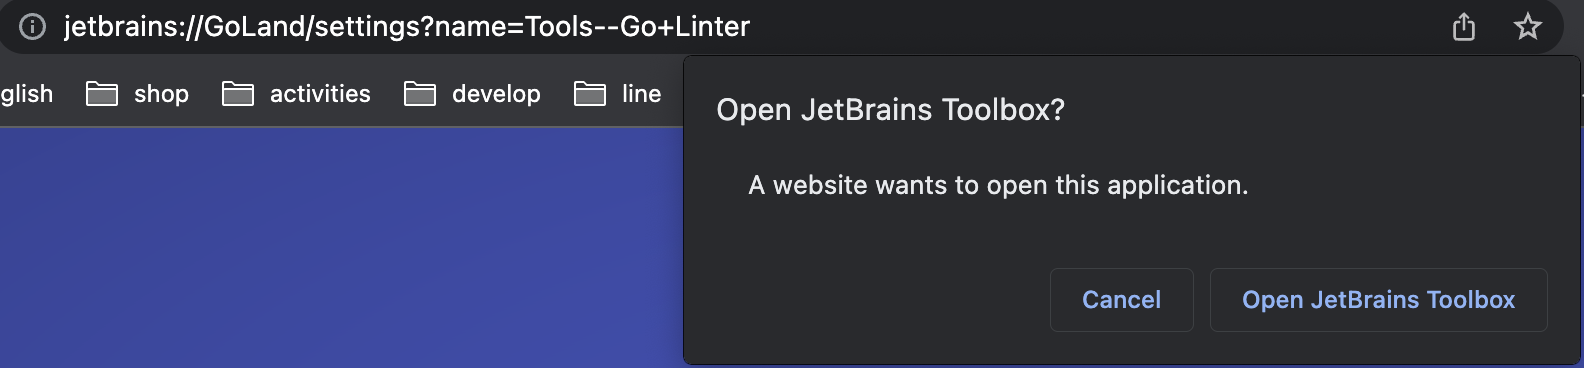 jetbrains://GoLand/settings?name=Tools--Go+Linter
glish shop activities develop line
Open JetBrains Toolbox?
A website wants to open this application.
Cancel Open JetBrains Toolbox